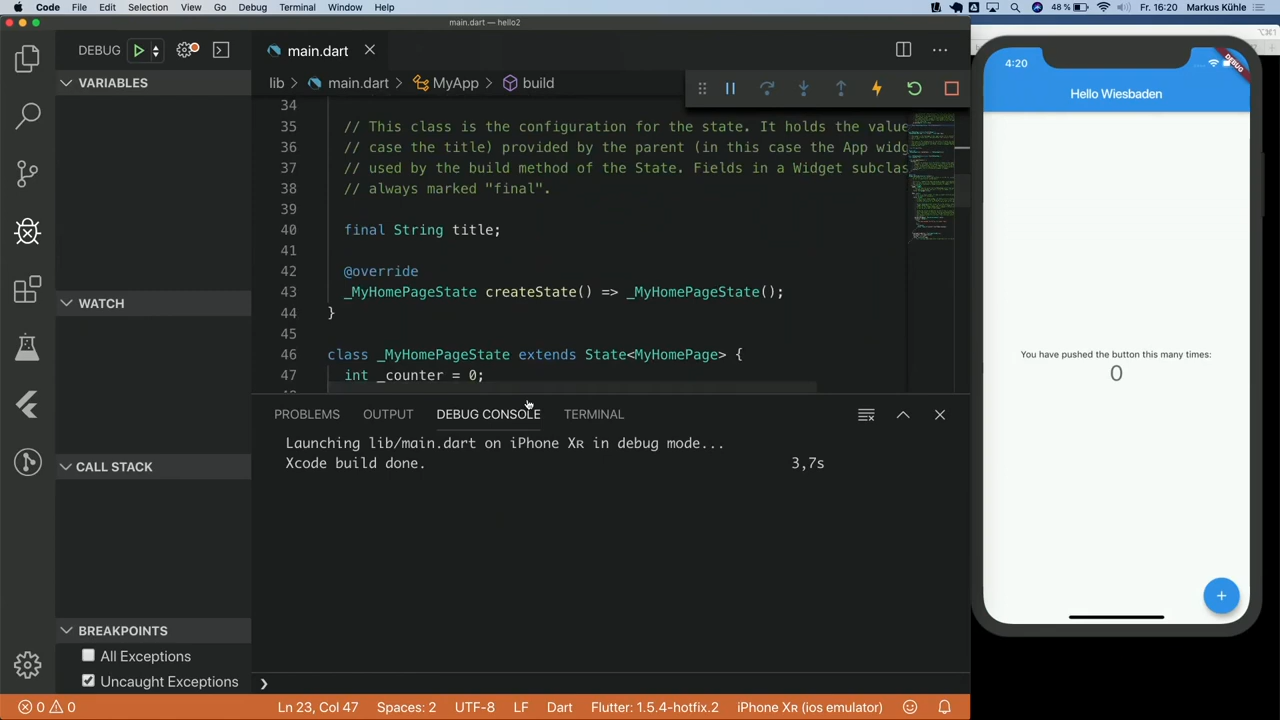 Code File Edit Selection View Go Debug Terminal Window Help 48 % Fr. 16:20 Markus Kühle
main.dart — hello2
DEBUG
main.dart
VARIABLES
lib › main.dart › MyApp › build
34
35 // This class is the configuration for the state. It holds the value
36 // case the title) provided by the parent (in this case the App widg
37 // used by the build method of the State. Fields in a Widget subclas
38 // always marked "final".
39
40 final String title;
41
42 @override
43 _MyHomePageState createState() => _MyHomePageState();
44 }
45
46 class _MyHomePageState extends State<MyHomePage> {
47 int _counter = 0;
WATCH
CALL STACK
BREAKPOINTS
All Exceptions
Uncaught Exceptions
PROBLEMS OUTPUT DEBUG CONSOLE TERMINAL
Launching lib/main.dart on iPhone Xʀ in debug mode...
Xcode build done. 3,7s
❯
0 0 Ln 23, Col 47 Spaces: 2 UTF-8 LF Dart Flutter: 1.5.4-hotfix.2 iPhone Xʀ (ios emulator)
⌥⌘1
4:20
DEBUG
Hello Wiesbaden
You have pushed the button this many times:
0
+